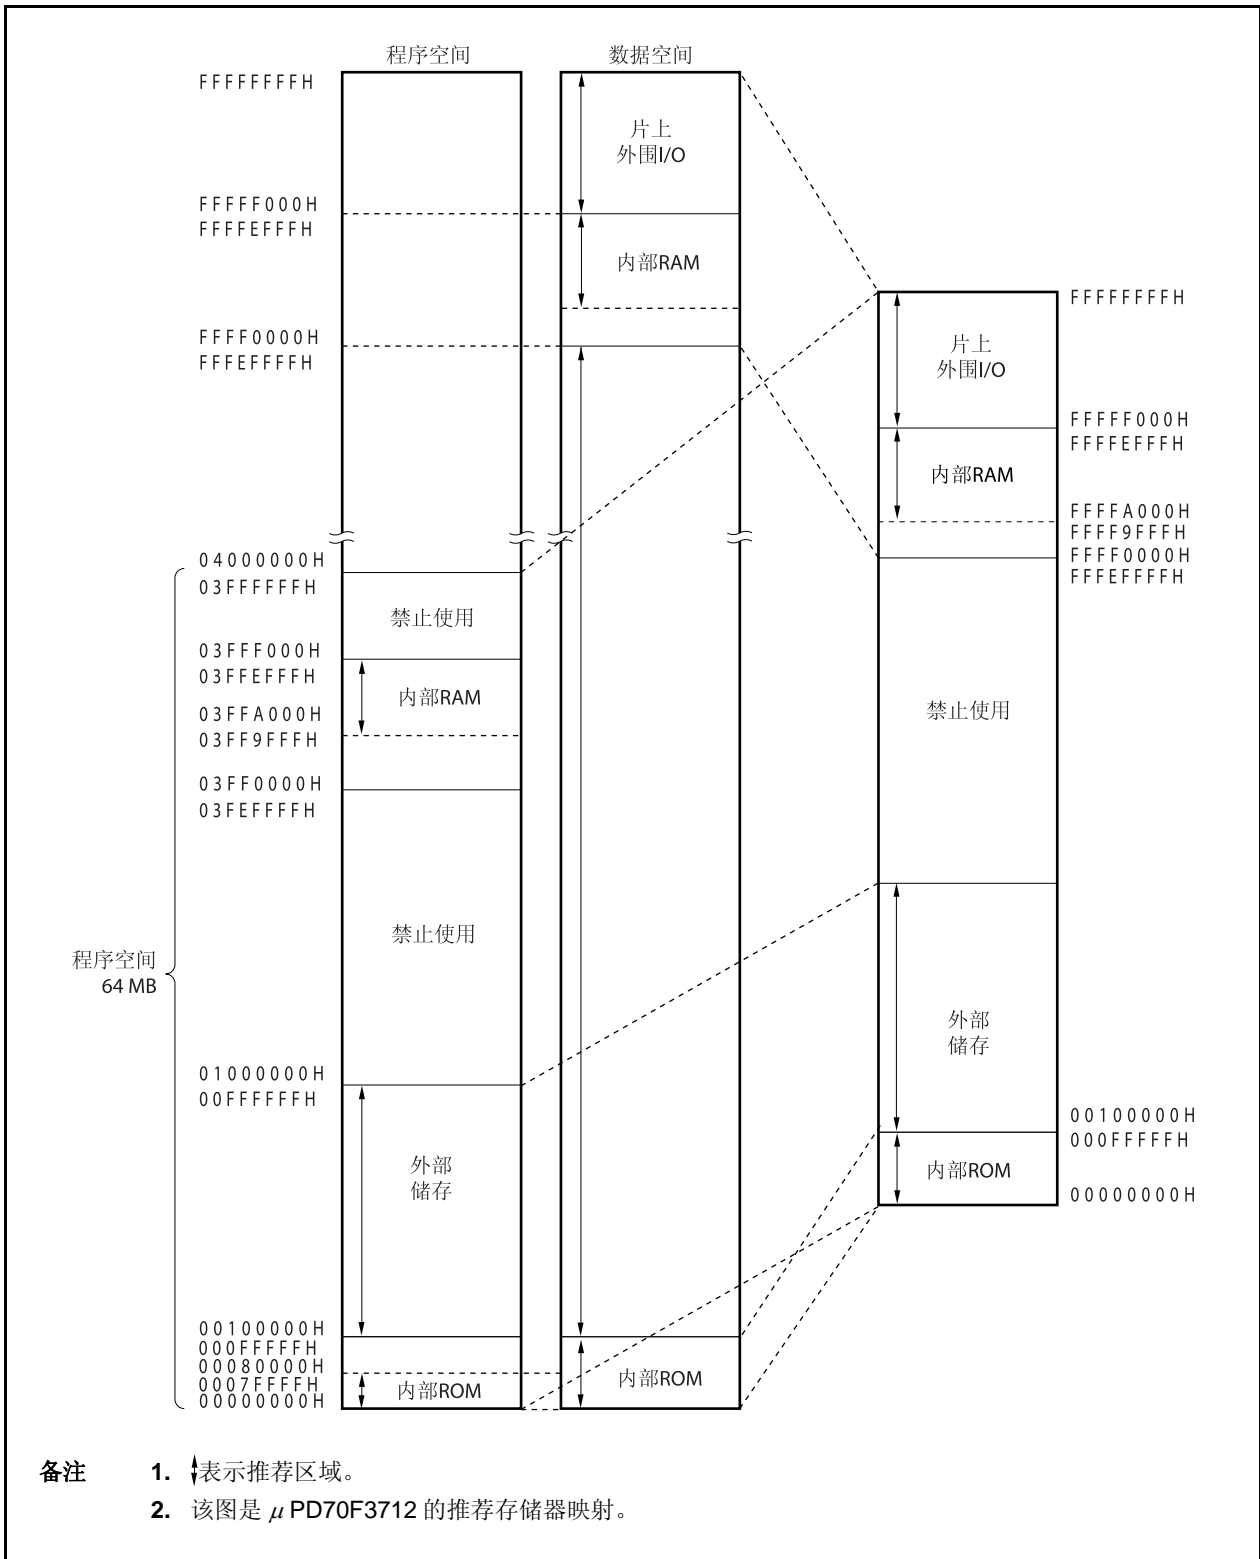 程序空间
数据空间
FFFFFFFFH
片上
外围I/O
FFFFF000H
FFFFEFFFH
内部RAM
FFFF0000H
FFFEFFFFH
04000000H
03FFFFFFH
禁止使用
03FFF000H
03FFEFFFH
内部RAM
03FFA000H
03FF9FFFH
03FF0000H
03FEFFFFH
禁止使用
程序空间
64 MB
01000000H
00FFFFFFH
外部
储存
00100000H
000FFFFFH
00080000H
0007FFFFH
00000000H
内部ROM
内部ROM
FFFFFFFFH
片上
外围I/O
FFFFF000H
FFFFEFFFH
内部RAM
FFFFA000H
FFFF9FFFH
FFFF0000H
FFFEFFFFH
禁止使用
外部
储存
00100000H
000FFFFFH
内部ROM
00000000H
备注 1. 表示推荐区域。
2. 该图是 μ PD70F3712 的推荐存储器映射。